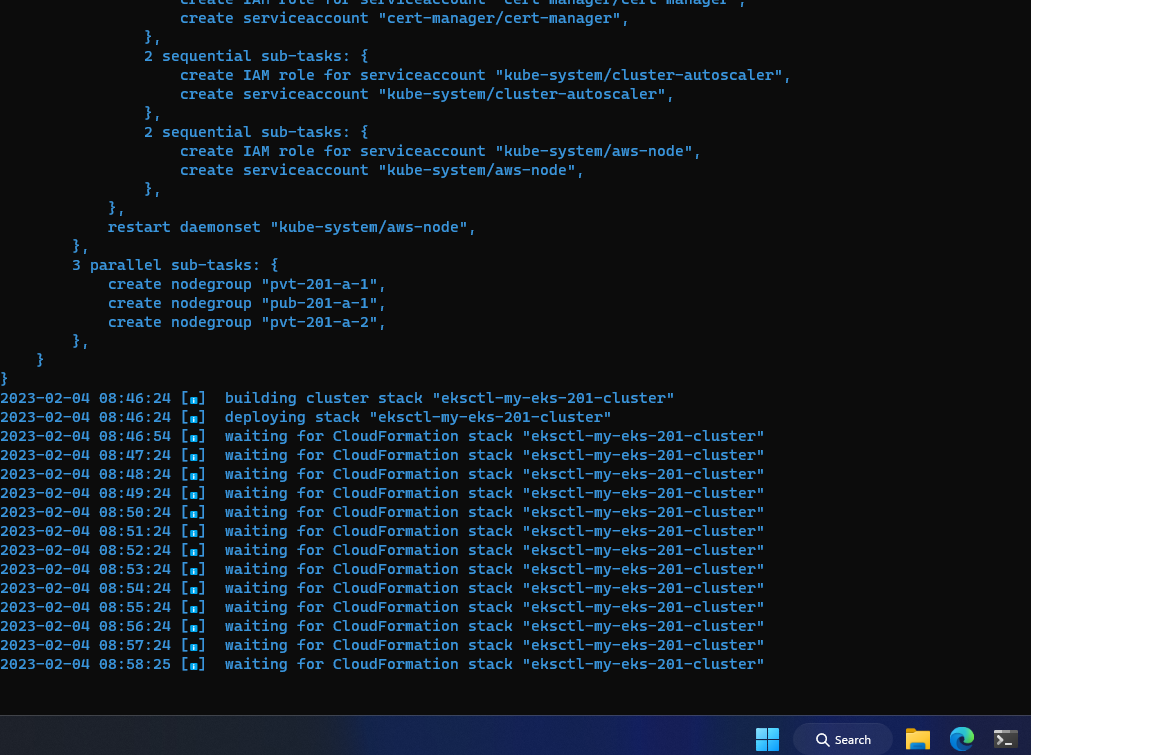 create IAM role for serviceaccount "cert-manager/cert-manager",
create serviceaccount "cert-manager/cert-manager",
},
2 sequential sub-tasks: {
create IAM role for serviceaccount "kube-system/cluster-autoscaler",
create serviceaccount "kube-system/cluster-autoscaler",
},
2 sequential sub-tasks: {
create IAM role for serviceaccount "kube-system/aws-node",
create serviceaccount "kube-system/aws-node",
},
},
restart daemonset "kube-system/aws-node",
},
3 parallel sub-tasks: {
create nodegroup "pvt-201-a-1",
create nodegroup "pub-201-a-1",
create nodegroup "pvt-201-a-2",
},
}
}
2023-02-04 08:46:24 [ℹ]  building cluster stack "eksctl-my-eks-201-cluster"
2023-02-04 08:46:24 [ℹ]  deploying stack "eksctl-my-eks-201-cluster"
2023-02-04 08:46:54 [ℹ]  waiting for CloudFormation stack "eksctl-my-eks-201-cluster"
2023-02-04 08:47:24 [ℹ]  waiting for CloudFormation stack "eksctl-my-eks-201-cluster"
2023-02-04 08:48:24 [ℹ]  waiting for CloudFormation stack "eksctl-my-eks-201-cluster"
2023-02-04 08:49:24 [ℹ]  waiting for CloudFormation stack "eksctl-my-eks-201-cluster"
2023-02-04 08:50:24 [ℹ]  waiting for CloudFormation stack "eksctl-my-eks-201-cluster"
2023-02-04 08:51:24 [ℹ]  waiting for CloudFormation stack "eksctl-my-eks-201-cluster"
2023-02-04 08:52:24 [ℹ]  waiting for CloudFormation stack "eksctl-my-eks-201-cluster"
2023-02-04 08:53:24 [ℹ]  waiting for CloudFormation stack "eksctl-my-eks-201-cluster"
2023-02-04 08:54:24 [ℹ]  waiting for CloudFormation stack "eksctl-my-eks-201-cluster"
2023-02-04 08:55:24 [ℹ]  waiting for CloudFormation stack "eksctl-my-eks-201-cluster"
2023-02-04 08:56:24 [ℹ]  waiting for CloudFormation stack "eksctl-my-eks-201-cluster"
2023-02-04 08:57:24 [ℹ]  waiting for CloudFormation stack "eksctl-my-eks-201-cluster"
2023-02-04 08:58:25 [ℹ]  waiting for CloudFormation stack "eksctl-my-eks-201-cluster"
Search